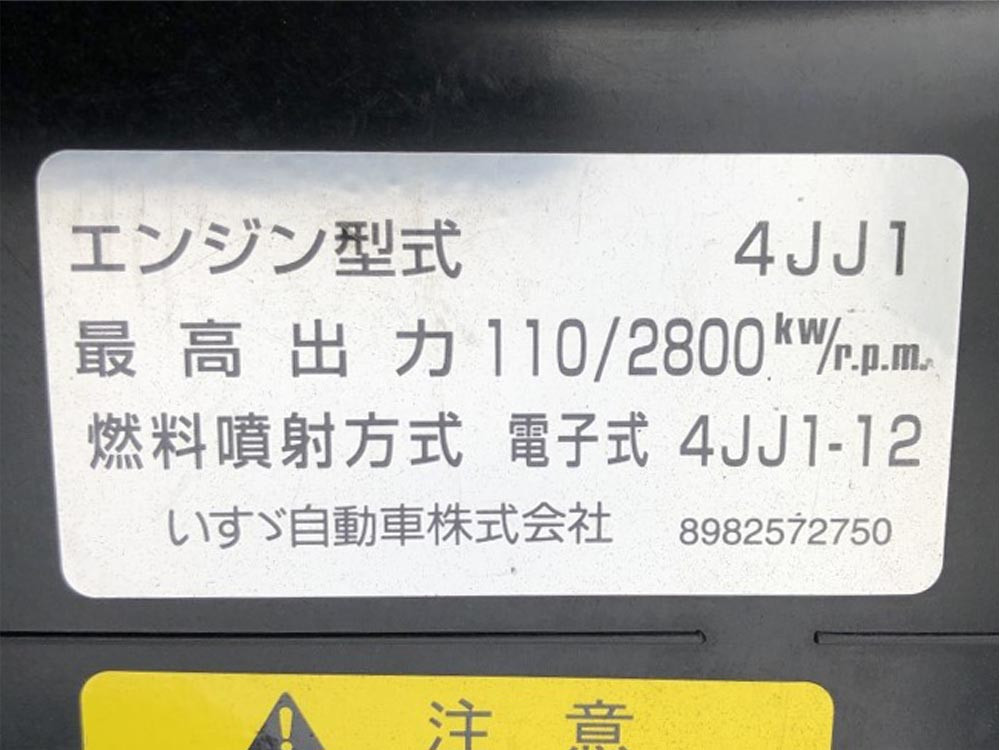 エンジン型式 4JJ1
最高出力 110/2800kw/r.p.m.
燃料噴射方式 電子式 4JJ1-12
いすゞ自動車株式会社 8982572750
注意